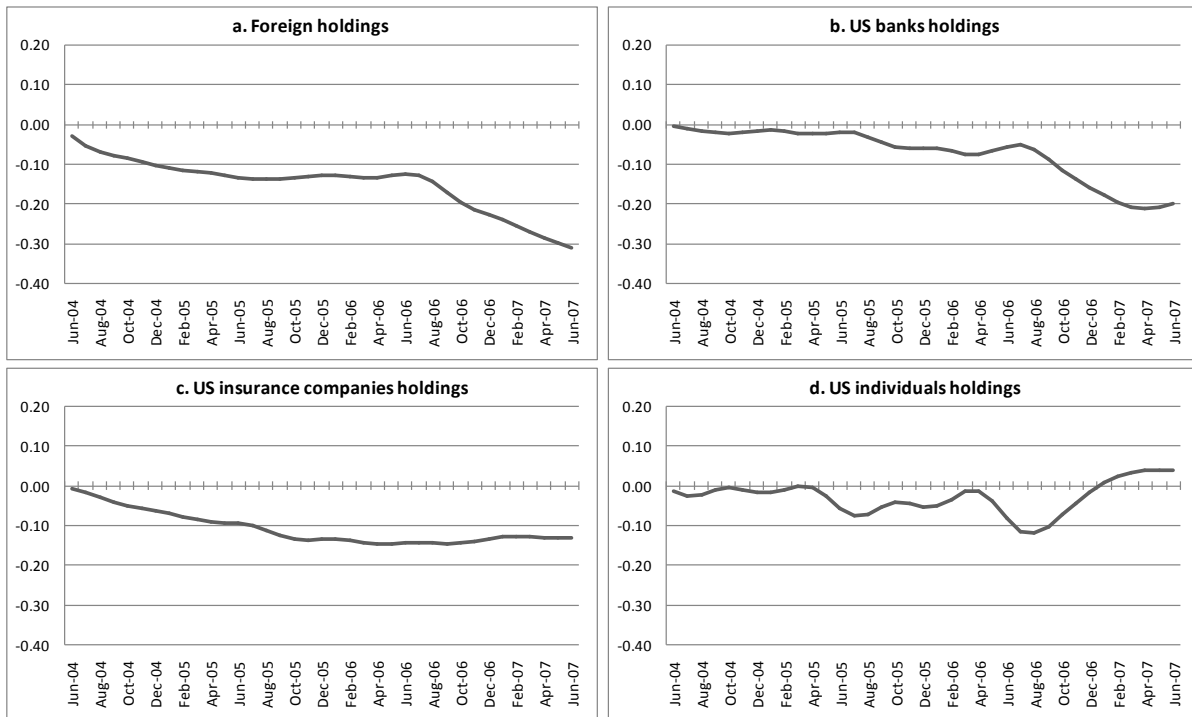 a. Foreign holdings
0.20
0.10
0.00
-0.10
-0.20
-0.30
-0.40
Jun-04
Aug-04
Oct-04
Dec-04
Feb-05
Apr-05
Jun-05
Aug-05
Oct-05
Dec-05
Feb-06
Apr-06
Jun-06
Aug-06
Oct-06
Dec-06
Feb-07
Apr-07
Jun-07
b. US banks holdings
0.20
0.10
0.00
-0.10
-0.20
-0.30
-0.40
Jun-04
Aug-04
Oct-04
Dec-04
Feb-05
Apr-05
Jun-05
Aug-05
Oct-05
Dec-05
Feb-06
Apr-06
Jun-06
Aug-06
Oct-06
Dec-06
Feb-07
Apr-07
Jun-07
c. US insurance companies holdings
0.20
0.10
0.00
-0.10
-0.20
-0.30
-0.40
Jun-04
Aug-04
Oct-04
Dec-04
Feb-05
Apr-05
Jun-05
Aug-05
Oct-05
Dec-05
Feb-06
Apr-06
Jun-06
Aug-06
Oct-06
Dec-06
Feb-07
Apr-07
Jun-07
d. US individuals holdings
0.20
0.10
0.00
-0.10
-0.20
-0.30
-0.40
Jun-04
Aug-04
Oct-04
Dec-04
Feb-05
Apr-05
Jun-05
Aug-05
Oct-05
Dec-05
Feb-06
Apr-06
Jun-06
Aug-06
Oct-06
Dec-06
Feb-07
Apr-07
Jun-07